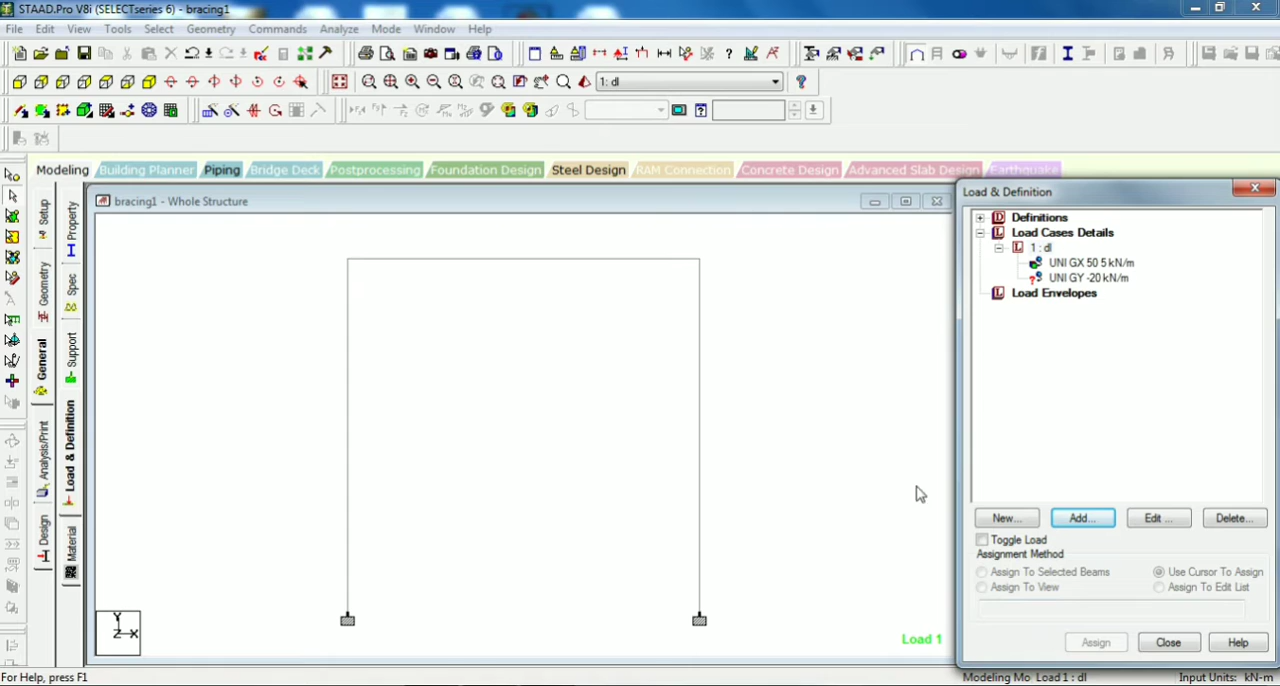 STAAD.Pro V8i (SELECTseries 6) - bracing1
File Edit View Tools Select Geometry Commands Analyze Mode Window Help
1: dl
Modeling Building Planner Piping Bridge Deck Postprocessing Foundation Design Steel Design RAM Connection Concrete Design Advanced Slab Design Earthquake
Setup
Geometry
General
Analysis/Print
Design
Property
Spec
Support
Load & Definition
Material
bracing1 - Whole Structure
Y
Z X
Load 1
Load & Definition
Definitions
Load Cases Details
1 : dl
UNI GX 50 5 kN/m
UNI GY -20 kN/m
Load Envelopes
New... Add... Edit ... Delete...
Toggle Load
Assignment Method
Assign To Selected Beams Use Cursor To Assign
Assign To View Assign To Edit List
Assign Close Help
For Help, press F1 Modeling Mo Load 1 : dl Input Units: kN-m